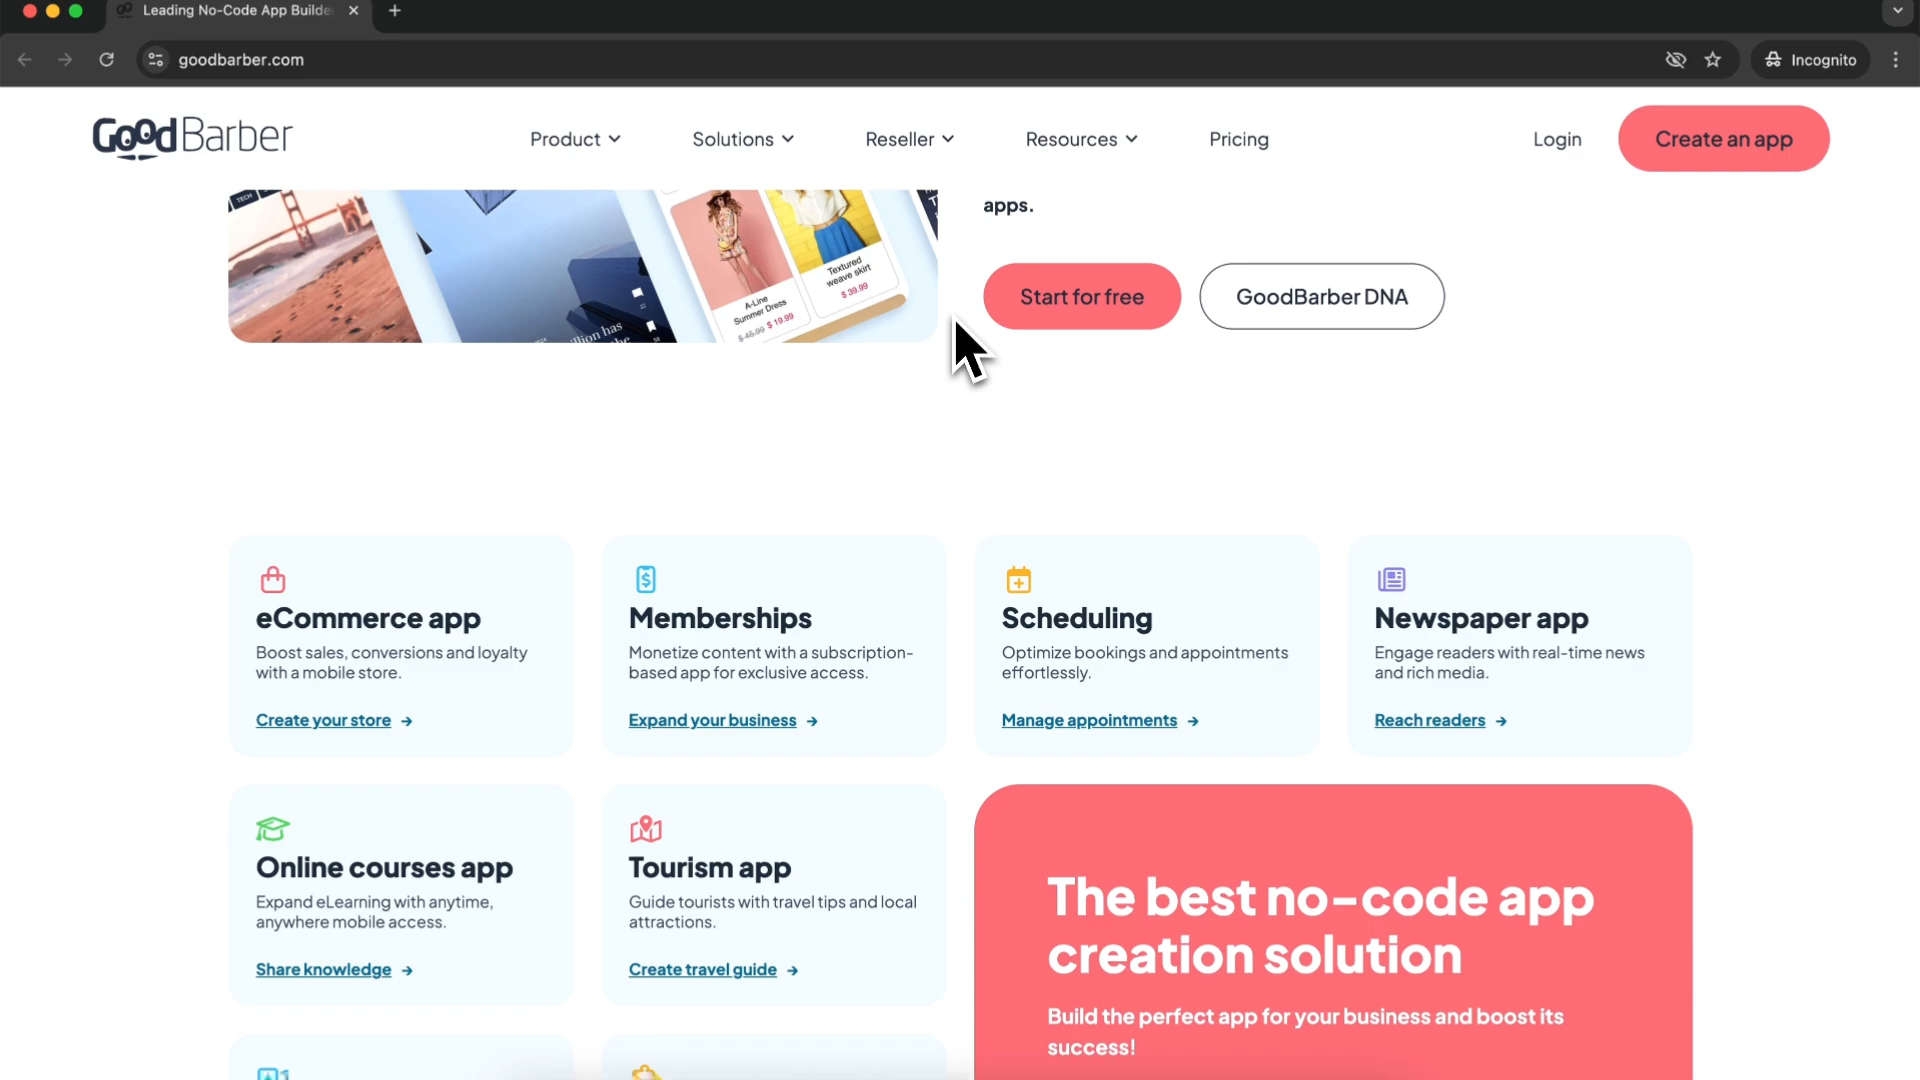 Leading No-Code App Builde
goodbarber.com
Incognito
GoodBarber
Product
Solutions
Reseller
Resources
Pricing
Login
Create an app
TECH
A-Line
Summer Dress
$ 45.99 $ 19.99
Textured
weave skirt
$ 39.99
illion has
the
apps.
Start for free
GoodBarber DNA
eCommerce app
Boost sales, conversions and loyalty
with a mobile store.
Create your store →
Memberships
Monetize content with a subscription-
based app for exclusive access.
Expand your business →
Scheduling
Optimize bookings and appointments
effortlessly.
Manage appointments →
Newspaper app
Engage readers with real-time news
and rich media.
Reach readers →
Online courses app
Expand eLearning with anytime,
anywhere mobile access.
Share knowledge →
Tourism app
Guide tourists with travel tips and local
attractions.
Create travel guide →
The best no-code app
creation solution
Build the perfect app for your business and boost its
success!